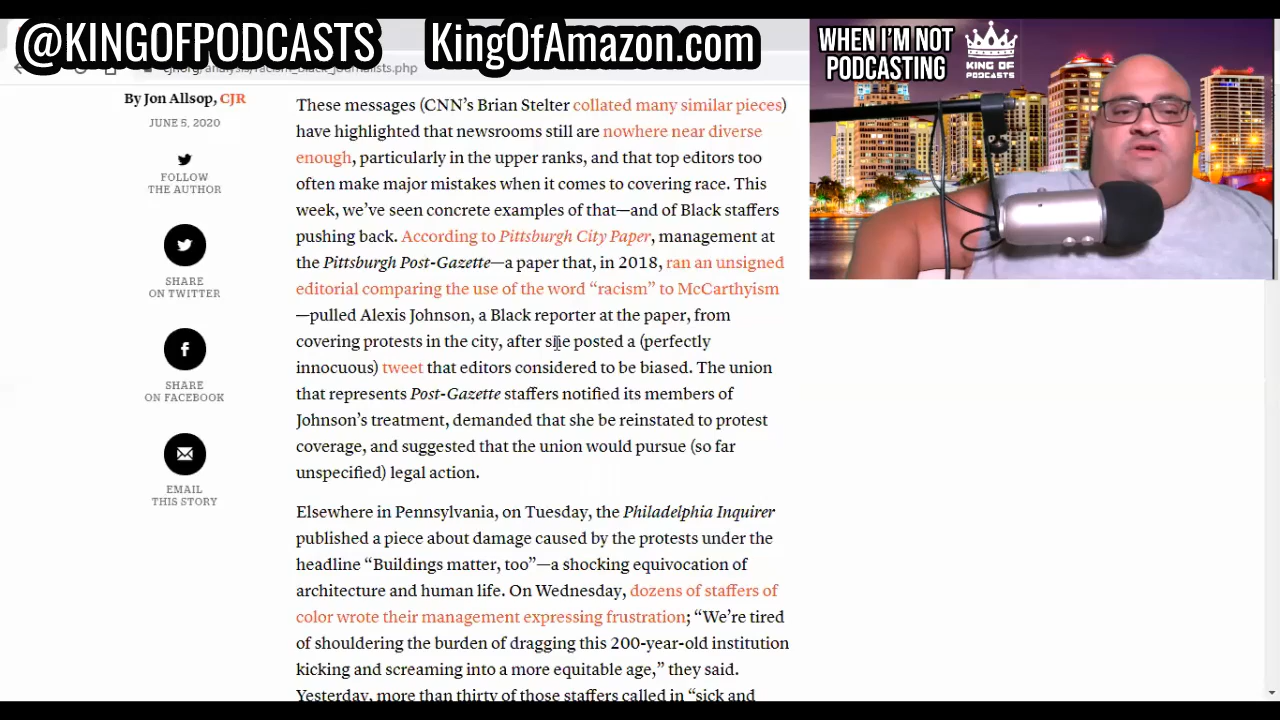 @KINGOFPODCASTS KingOfAmazon.com
WHEN I'M NOT
PODCASTING
KING OF
PODCASTS
By Jon Allsop, CJR
JUNE 5, 2020
FOLLOW
THE AUTHOR
SHARE
ON TWITTER
SHARE
ON FACEBOOK
EMAIL
THIS STORY
These messages (CNN’s Brian Stelter collated many similar pieces)
have highlighted that newsrooms still are nowhere near diverse
enough, particularly in the upper ranks, and that top editors too
often make major mistakes when it comes to covering race. This
week, we’ve seen concrete examples of that—and of Black staffers
pushing back. According to Pittsburgh City Paper, management at
the Pittsburgh Post-Gazette—a paper that, in 2018, ran an unsigned
editorial comparing the use of the word “racism” to McCarthyism
—pulled Alexis Johnson, a Black reporter at the paper, from
covering protests in the city, after she posted a (perfectly
innocuous) tweet that editors considered to be biased. The union
that represents Post-Gazette staffers notified its members of
Johnson’s treatment, demanded that she be reinstated to protest
coverage, and suggested that the union would pursue (so far
unspecified) legal action.
Elsewhere in Pennsylvania, on Tuesday, the Philadelphia Inquirer
published a piece about damage caused by the protests under the
headline “Buildings matter, too”—a shocking equivocation of
architecture and human life. On Wednesday, dozens of staffers of
color wrote their management expressing frustration; “We’re tired
of shouldering the burden of dragging this 200-year-old institution
kicking and screaming into a more equitable age,” they said.
Yesterday, more than thirty of those staffers called in “sick and